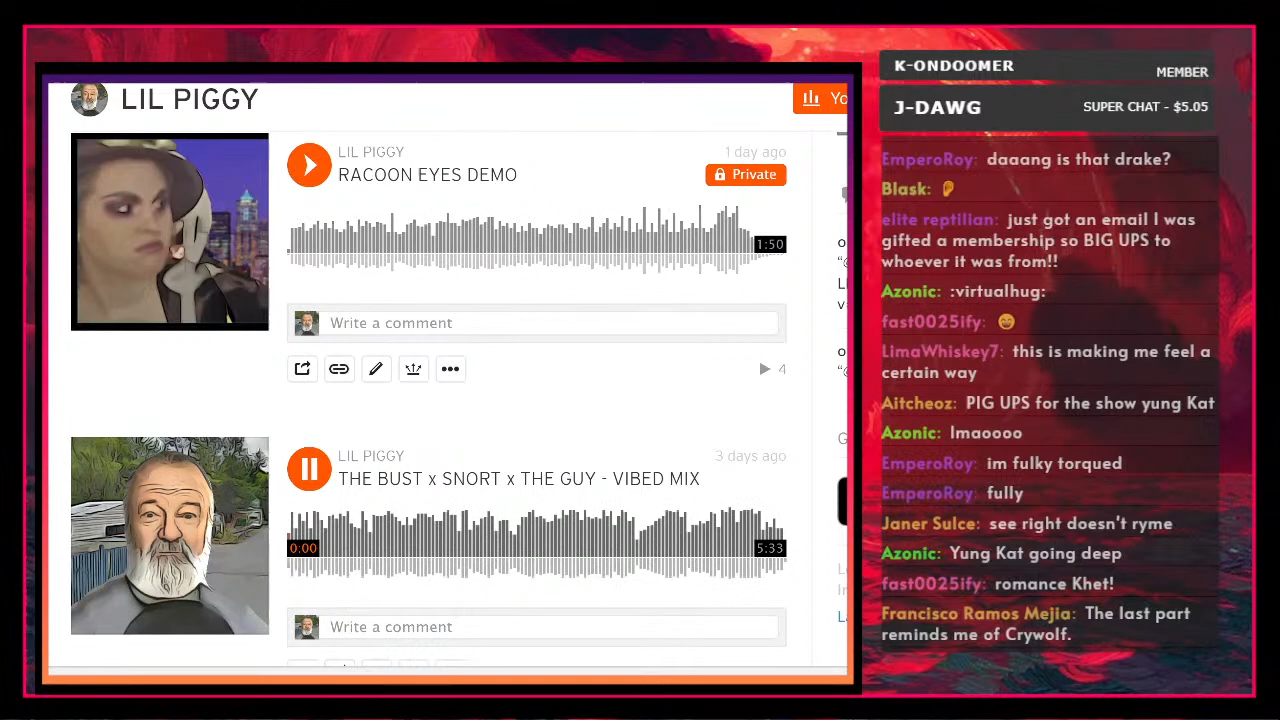 LIL PIGGY
Yo
LIL PIGGY
1 day ago
RACOON EYES DEMO
Private
1:50
Write a comment
4
LIL PIGGY
3 days ago
THE BUST x SNORT x THE GUY - VIBED MIX
0:00
5:33
Write a comment
K-ONDOOMER
MEMBER
J-DAWG
SUPER CHAT - $5.05
EmperoRoy: daaang is that drake?
Blask: 👂
elite reptilian: just got an email I was
gifted a membership so BIG UPS to
whoever it was from!!
Azonic: :virtualhug:
fast0025ify: 😄
LimaWhiskey7: this is making me feel a
certain way
Aitcheoz: PIG UPS for the show yung Kat
Azonic: lmaoooo
EmperoRoy: im fulky torqued
EmperoRoy: fully
Janer Sulce: see right doesn't ryme
Azonic: Yung Kat going deep
fast0025ify: romance Khet!
Francisco Ramos Mejia: The last part
reminds me of Crywolf.